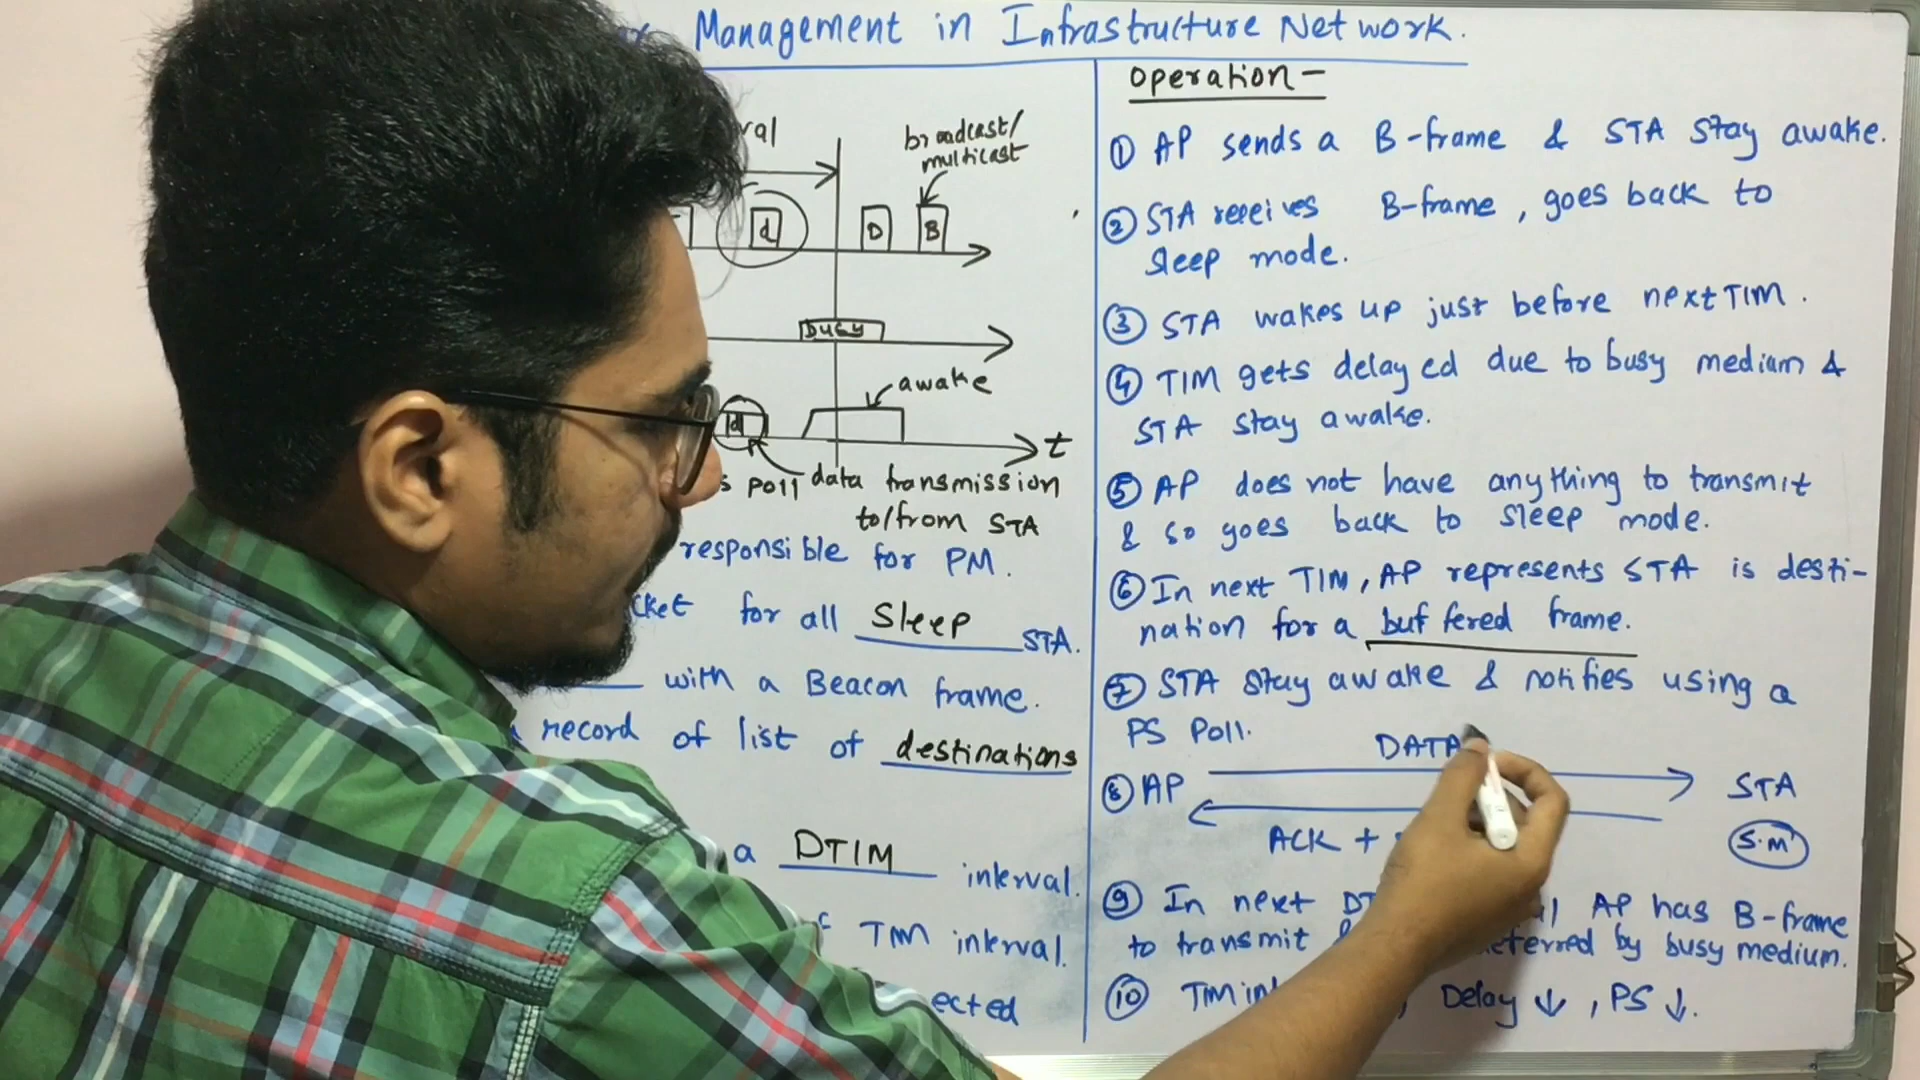 Management in Infrastructure Network.
val
broadcast/
multicast
d D B
busy
awake
d
t
s Poll data transmission
to/from STA
responsible for PM.
cket for all Sleep STA.
with a Beacon frame.
record of list of destinations
a DTIM interval.
f TIM interval.
ected
Operation -
① AP sends a B-frame & STA stay awake.
② STA receives B-frame, goes back to
sleep mode.
③ STA wakes up just before next TIM.
④ TIM gets delayed due to busy medium &
STA stay awake.
⑤ AP does not have anything to transmit
& so goes back to sleep mode.
⑥ In next TIM, AP represents STA is desti-
nation for a buffered frame.
⑦ STA stay awake & notifies using a
PS Poll.
DATA
⑧ AP STA
ACK +
S.M
⑨ In next DT al AP has B-frame
to transmit & deferred by busy medium.
⑩ TIM in , Delay ↓, PS ↓.